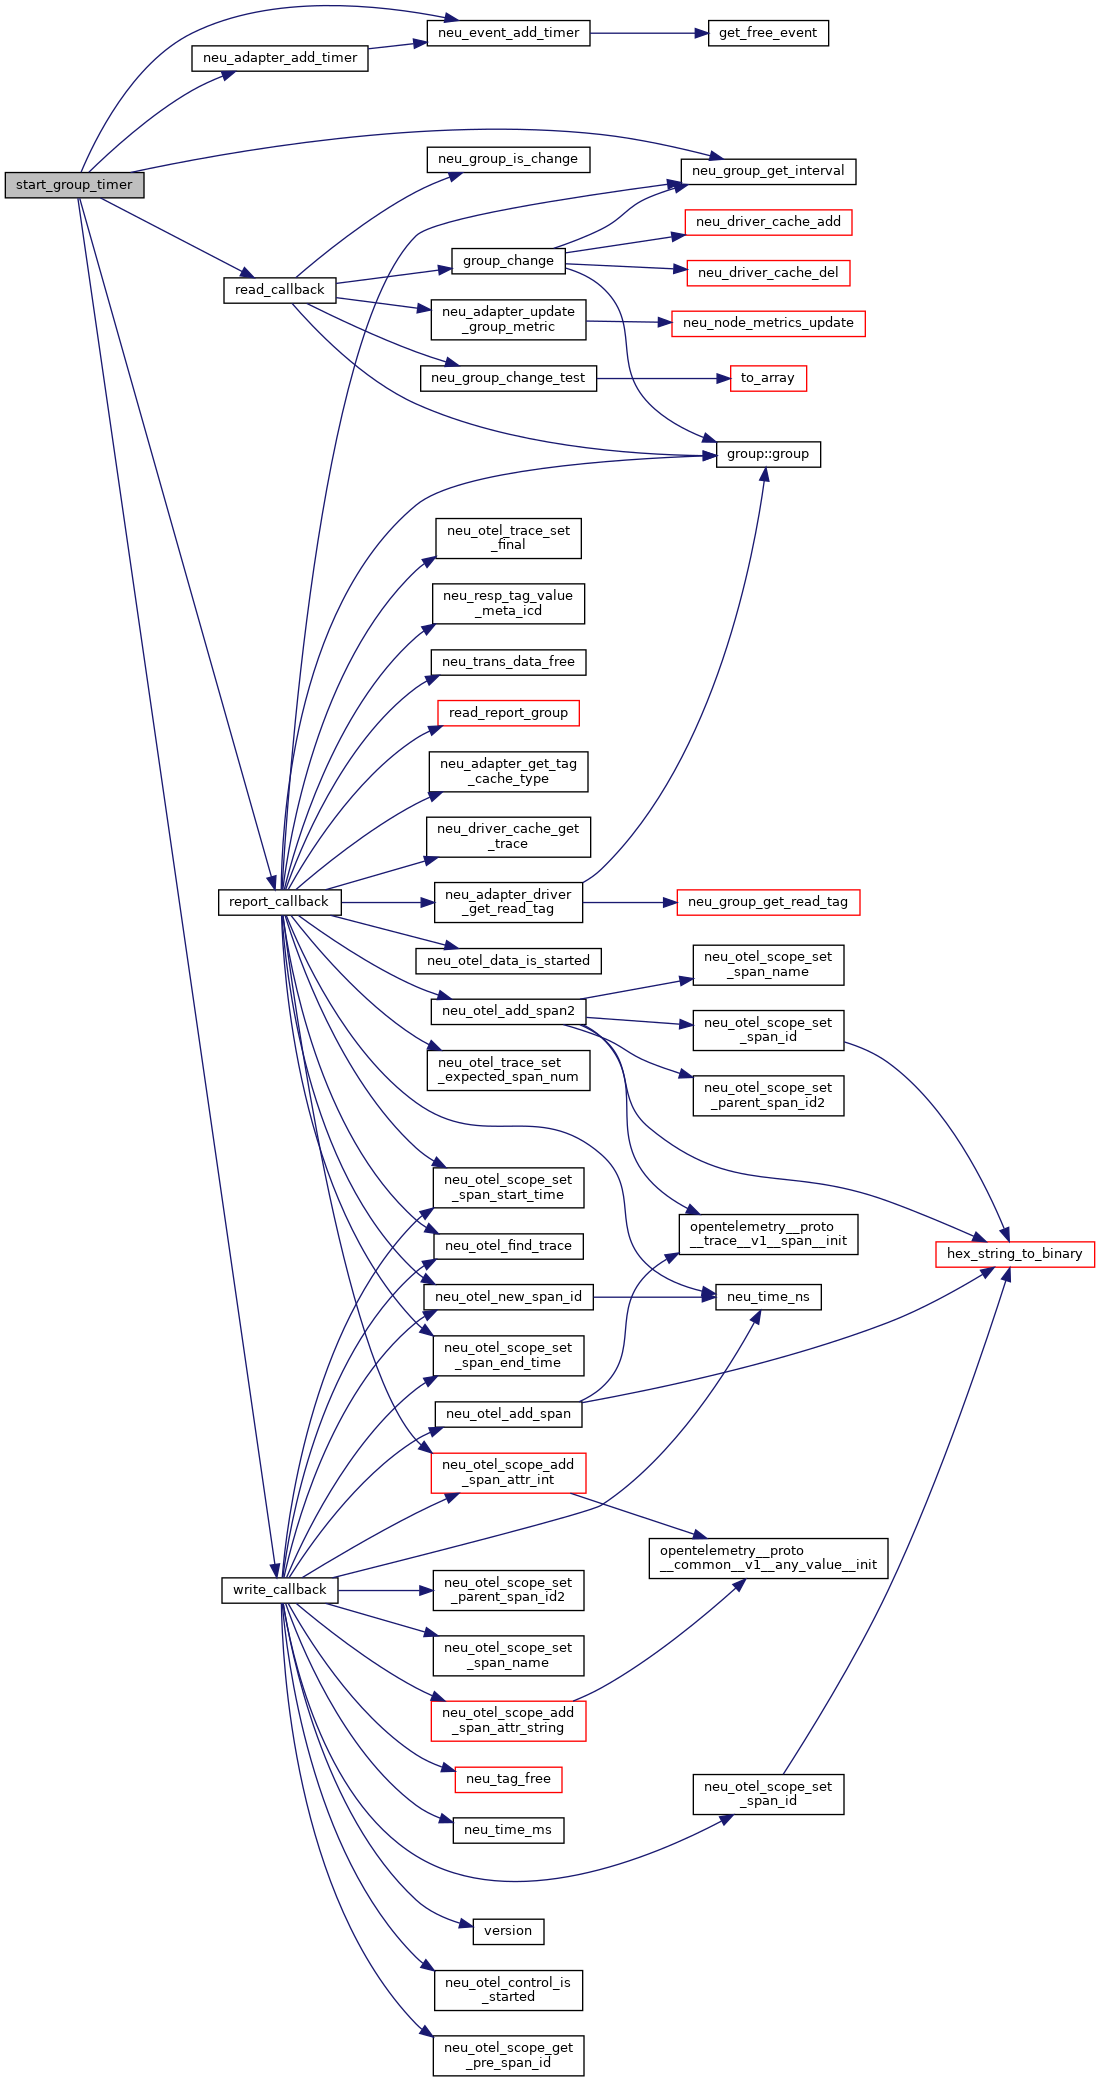 neu_event_add_timer
get_free_event
neu_adapter_add_timer
neu_group_is_change
neu_group_get_interval
start_group_timer
neu_driver_cache_add
group_change
neu_driver_cache_del
read_callback
neu_adapter_update
_group_metric
neu_node_metrics_update
neu_group_change_test
to_array
group::group
neu_otel_trace_set
_final
neu_resp_tag_value
_meta_icd
neu_trans_data_free
read_report_group
neu_adapter_get_tag
_cache_type
neu_driver_cache_get
_trace
report_callback
neu_adapter_driver
_get_read_tag
neu_group_get_read_tag
neu_otel_data_is_started
neu_otel_scope_set
_span_name
neu_otel_add_span2
neu_otel_scope_set
_span_id
neu_otel_trace_set
_expected_span_num
neu_otel_scope_set
_parent_span_id2
neu_otel_scope_set
_span_start_time
opentelemetry__proto
__trace__v1__span__init
neu_otel_find_trace
hex_string_to_binary
neu_otel_new_span_id
neu_time_ns
neu_otel_scope_set
_span_end_time
neu_otel_add_span
neu_otel_scope_add
_span_attr_int
opentelemetry__proto
__common__v1__any_value__init
write_callback
neu_otel_scope_set
_parent_span_id2
neu_otel_scope_set
_span_name
neu_otel_scope_add
_span_attr_string
neu_tag_free
neu_otel_scope_set
_span_id
neu_time_ms
version
neu_otel_control_is
_started
neu_otel_scope_get
_pre_span_id